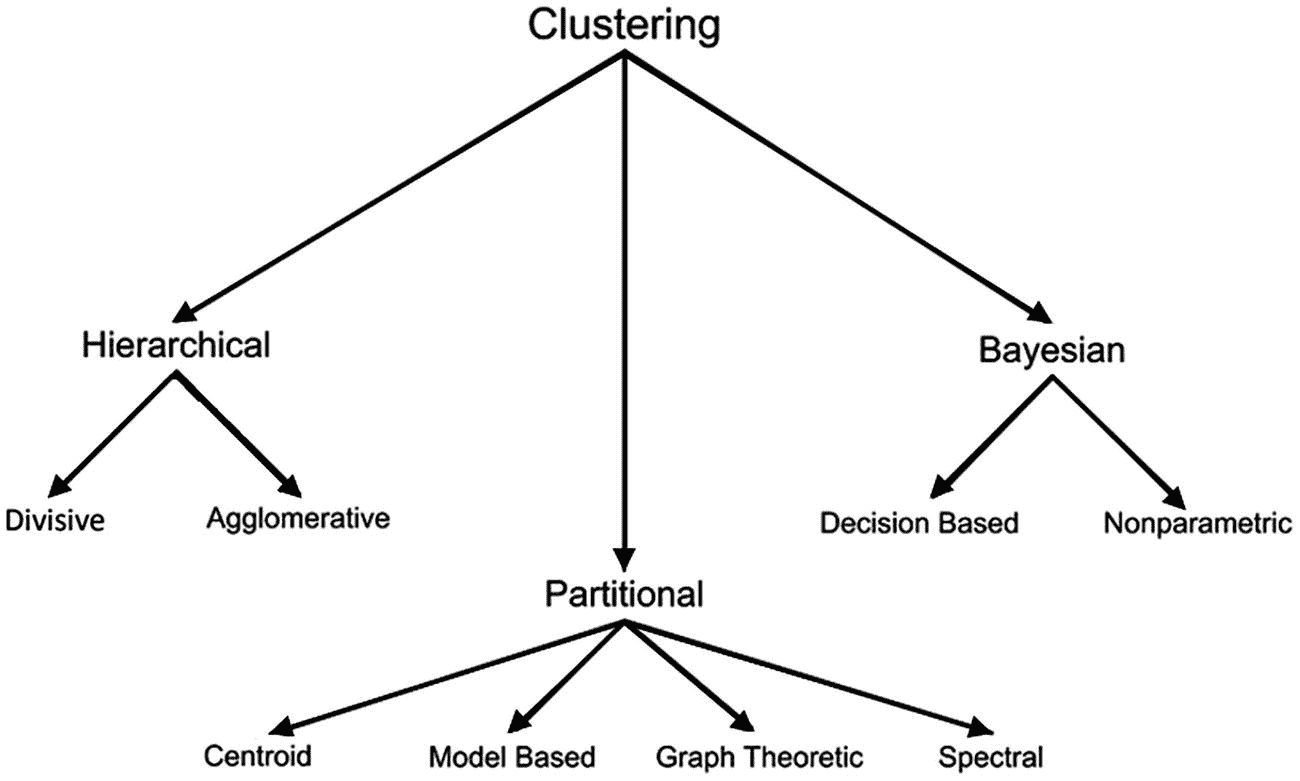 Clustering
Hierarchical
Bayesian
Divisive
Agglomerative
Decision Based
Nonparametric
Partitional
Centroid
Model Based
Graph Theoretic
Spectral